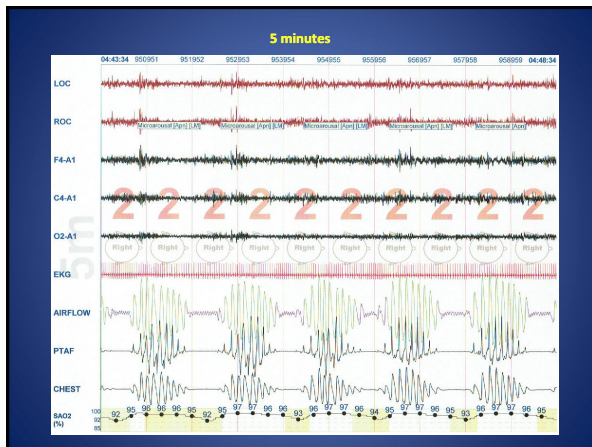 5 minutes
04:43:34 950951 951952 952953 953954 954955 955956 956957 957958 958959 04:48:34
LOC
ROC
Microarousal [Apn] [LM] Microarousal [Apn] [LM] Microarousal [Apn] [LM] Microarousal [Apn] [LM] Microarousal [Apn]
F4-A1
C4-A1
2 2 2 2 2 2 2 2 2 2
O2-A1
Right Right Right Right Right Right Right Right Right Right
5m
EKG
AIRFLOW
PTAF
CHEST
SAO2
(%)
100
92
85
92 95 96 96 96 95 92 95 97 97 96 96 93 96 97 97 96 94 95 97 97 96 95 93 96 97 97 96 95